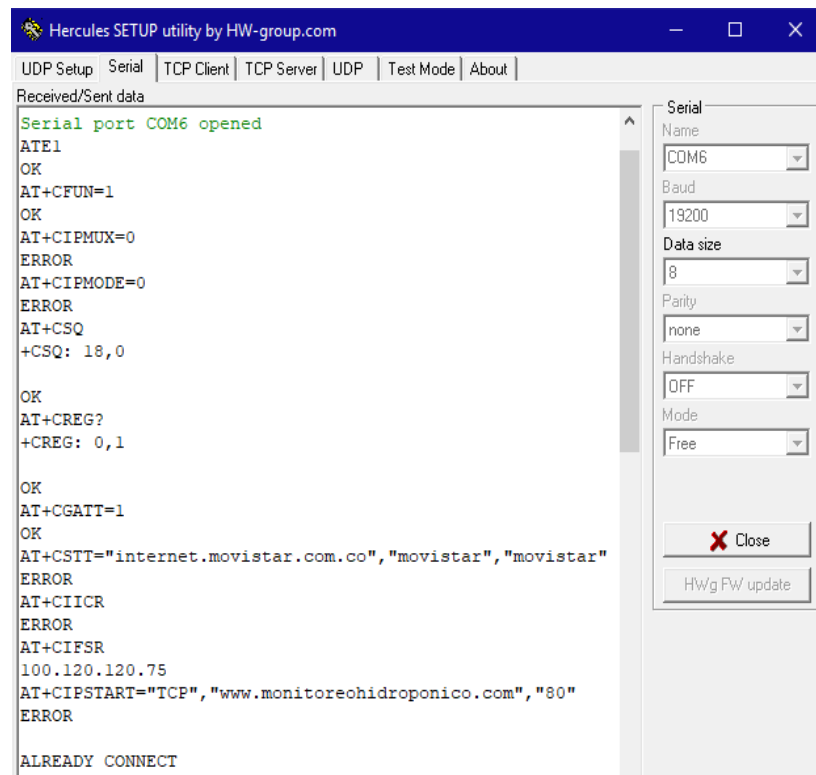 Hercules SETUP utility by HW-group.com
UDP Setup Serial TCP Client TCP Server UDP Test Mode About
Received/Sent data
Serial port COM6 opened
ATE1
OK
AT+CFUN=1
OK
AT+CIPMUX=0
ERROR
AT+CIPMODE=0
ERROR
AT+CSQ
+CSQ: 18,0
OK
AT+CREG?
+CREG: 0,1
OK
AT+CGATT=1
OK
AT+CSTT="internet.movistar.com.co","movistar","movistar"
ERROR
AT+CIICR
ERROR
AT+CIFSR
100.120.120.75
AT+CIPSTART="TCP","www.monitoreohidroponico.com","80"
ERROR
ALREADY CONNECT
Serial
Name
COM6
Baud
19200
Data size
8
Parity
none
Handshake
OFF
Mode
Free
Close
HWg FW update